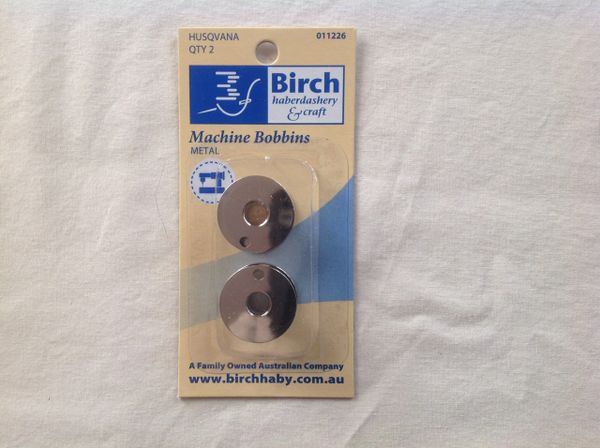 HUSQVANA
011226
QTY 2
Birch
haberdashery
& craft
Machine Bobbins
METAL
A Family Owned Australian Company
www.birchhaby.com.au